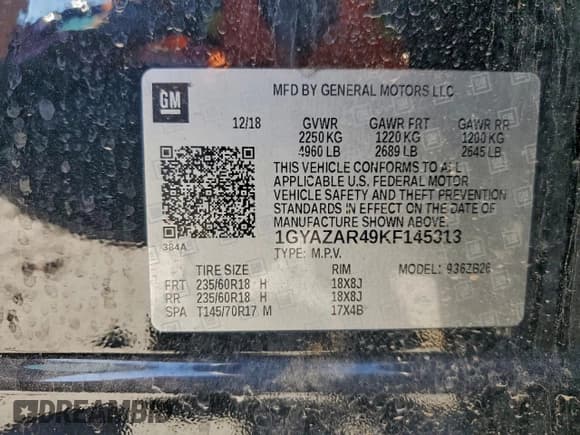 GM
MFD BY GENERAL MOTORS LLC
12/18 GVWR GAWR FRT GAWR RR
2250 KG 1220 KG 1200 KG
4960 LB 2689 LB 2645 LB
THIS VEHICLE CONFORMS TO ALL
APPLICABLE U.S. FEDERAL MOTOR
VEHICLE SAFETY AND THEFT PREVENTION
STANDARDS IN EFFECT ON THE DATE OF
MANUFACTURE SHOWN ABOVE.
384A 1GYAZAR49KF145313
TYPE: M.P.V. MODEL: 936ZB26
TIRE SIZE RIM
FRT 235/60R18 H 18X8J
RR 235/60R18 H 18X8J
SPA T145/70R17 M 17X4B
DREAMBID